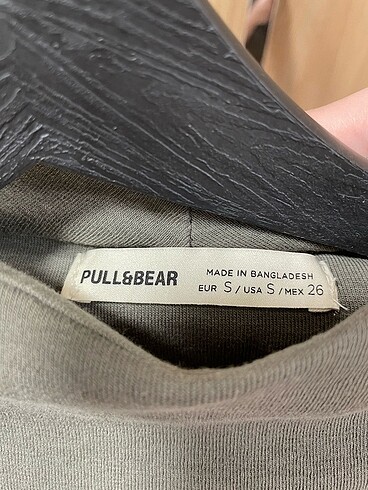 PULL&BEAR
MADE IN BANGLADESH
EUR S / USA S / MEX 26